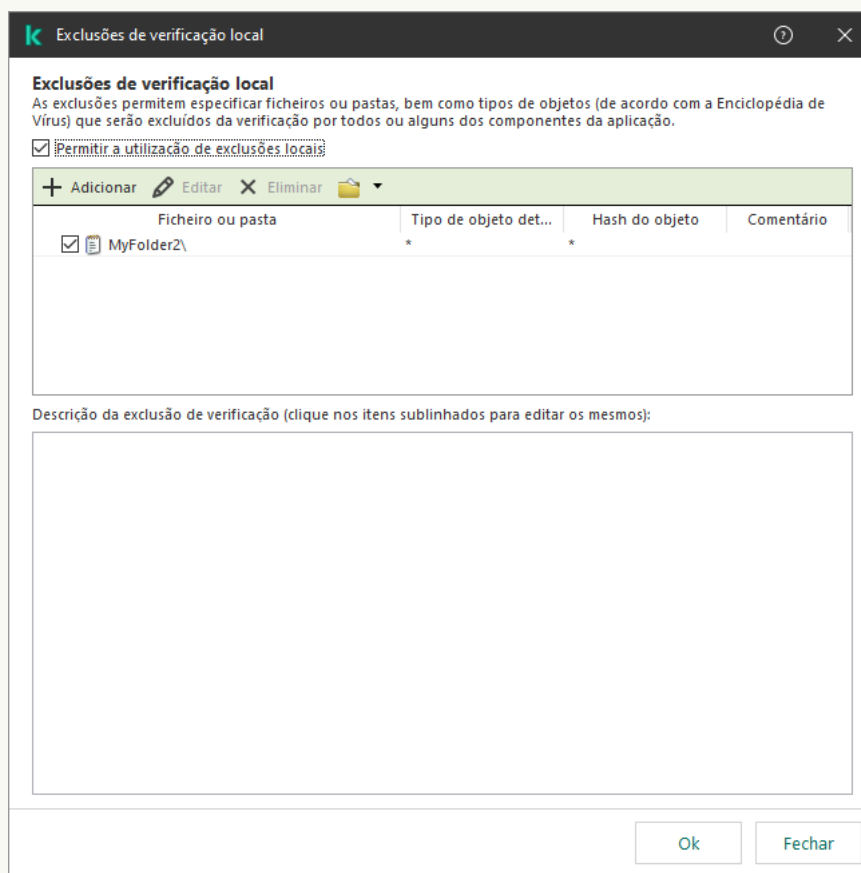 Exclusões de verificação local
Exclusões de verificação local
As exclusões permitem especificar ficheiros ou pastas, bem como tipos de objetos (de acordo com a Enciclopédia de
Vírus) que serão excluídos da verificação por todos ou alguns dos componentes da aplicação.
Permitir a utilização de exclusões locais
Adicionar Editar Eliminar
Ficheiro ou pasta Tipo de objeto det... Hash do objeto Comentário
MyFolder2\ * *
Descrição da exclusão de verificação (clique nos itens sublinhados para editar os mesmos):
Ok Fechar